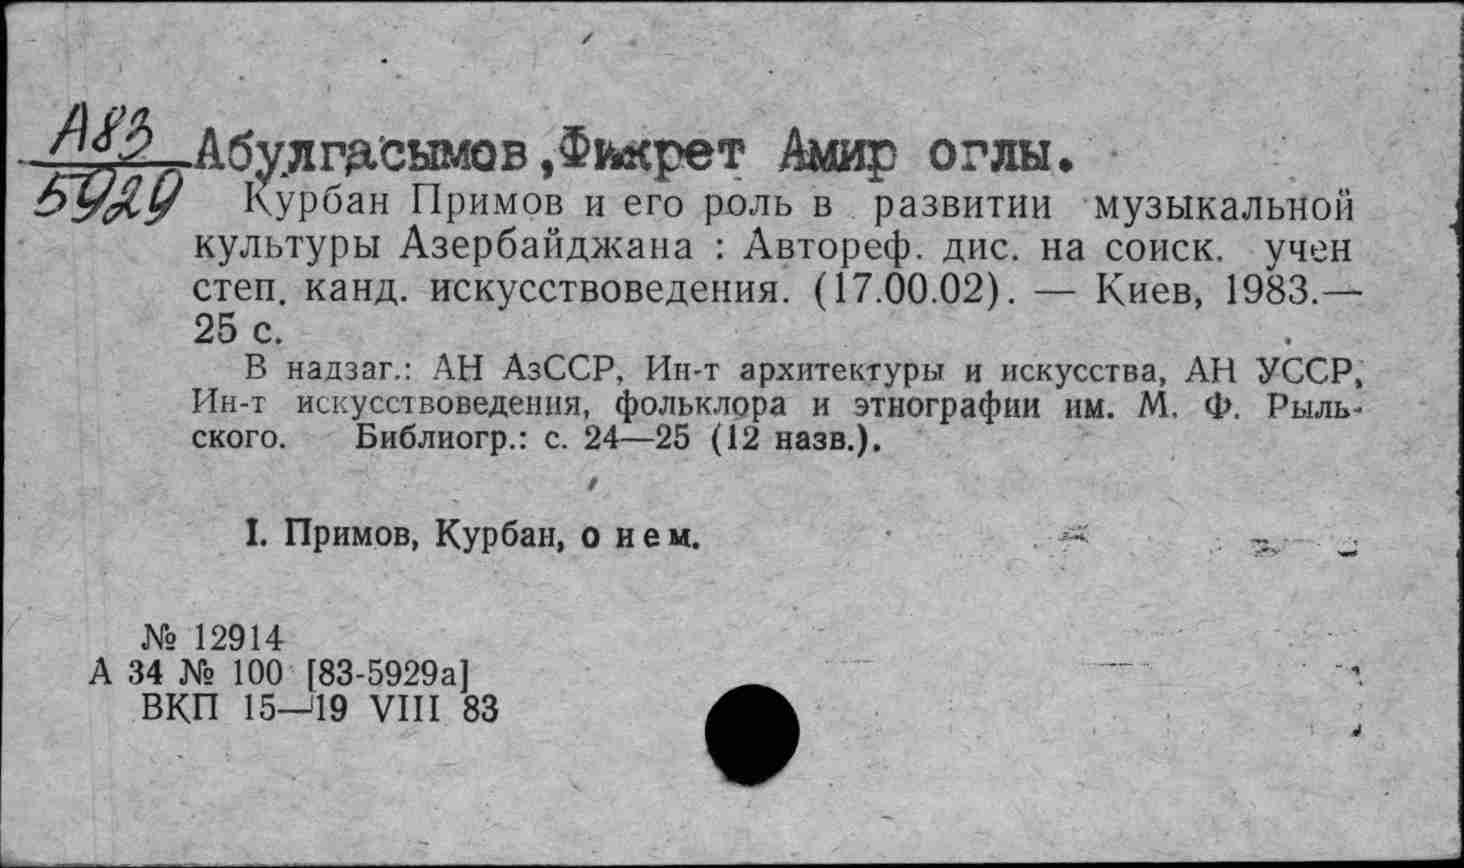 А83
5929
Абулгасымов, Фикрет Амир оглы.
Курбан Примов и его роль в развитии музыкальной
культуры Азербайджана : Автореф. дис. на соиск. учен
степ. канд. искусствоведения. (17.00.02). — Киев, 1983.—
25 с.
В надзаг.: АН АзССР, Ин-т архитектуры и искусства, АН УССР,
Ин-т искусствоведения, фольклора и этнографии им. М. Ф. Рыль-
ского. Библиогр.: с. 24—25 (12 назв.).
I. Примов, Курбан, о нем.
№ 12914
А 34 № 100 [83-5929а]
ВКП 15—19 VIII 83